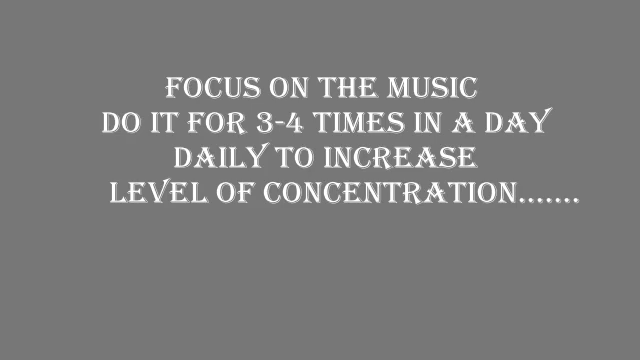 FOCUS ON THE MUSIC
DO IT FOR 3-4 TIMES IN A DAY
DAILY TO INCREASE
LEVEL OF CONCENTRATION.......